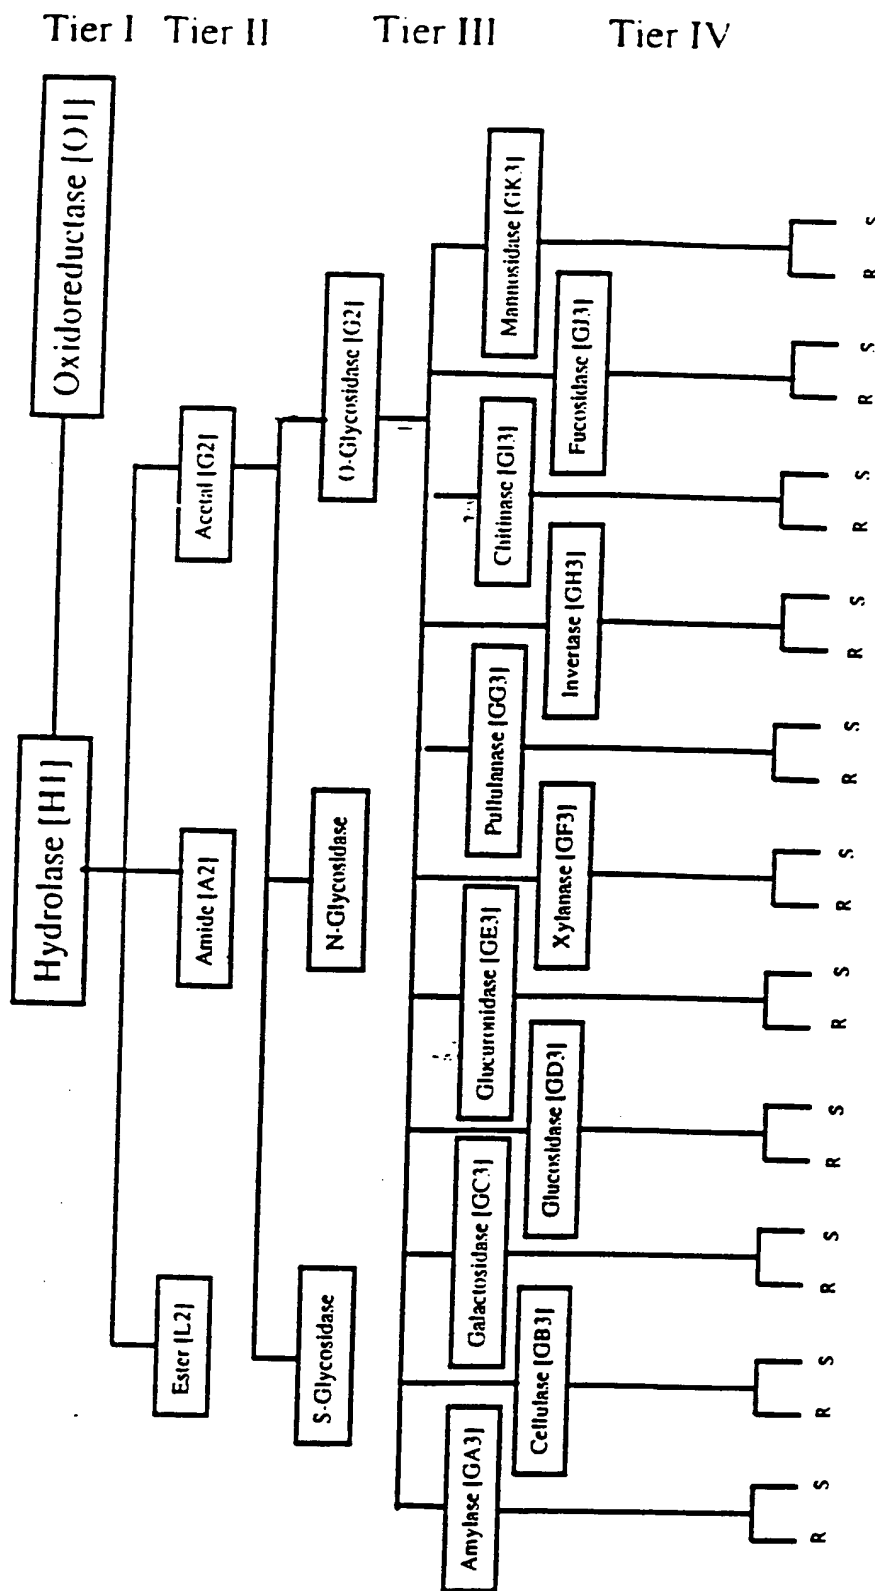 Tier I
Tier II
Tier III
Tier IV
Hydrolase [H1]
Oxidoreductase [O1]
Ester [L2]
Amide [A2]
Acetal [G2]
S-Glycosidase
N-Glycosidase
O-Glycosidase [G2]
Amylase [GA3]
Cellulase [GB3]
Galactosidase [GC3]
Glucosidase [GD3]
Glucuronidase [GE3]
Xylanase [GF3]
Pullulanase [GG3]
Invertase [GH3]
Chitinase [GI3]
Fucosidase [GJ3]
Mannosidase [GK3]
R S
R S
R S
R S
R S
R S
R S
R S
R S
R S
R S